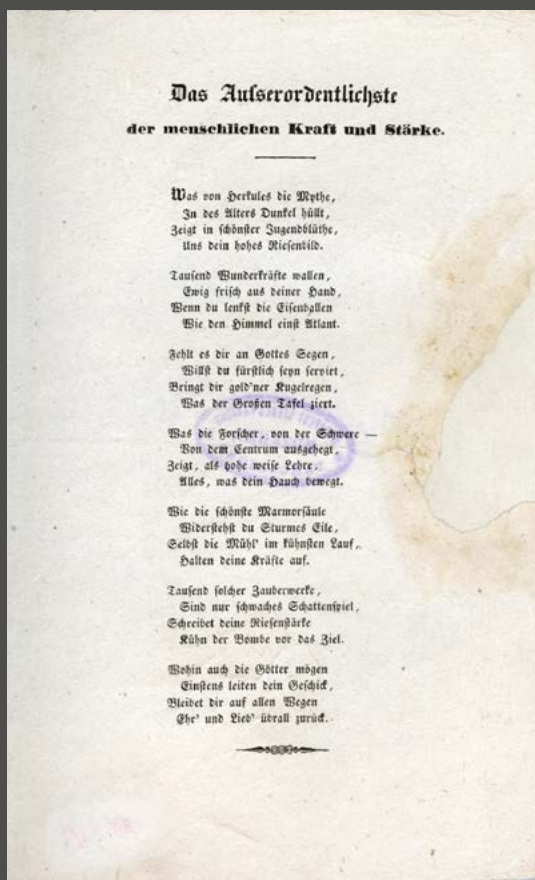 Das Ausserordentlichste
der menschlichen Kraft und Stärke.
Was von Herkules die Mythe,
In des Alters Dunkel hüllt,
Zeigt in schönster Jugendblüthe,
Uns dein hohes Riesenbild.
Tausend Wunderkräfte wallen,
Ewig frisch aus deiner Hand,
Wenn du lenkst die Eisenballen
Wie den Himmel einst Atlant.
Fehlt es dir an Gottes Segen,
Willst du fürstlich seyn servirt,
Bringt dir gold'ner Kugelregen,
Was der Großen Tafel ziert.
Was die Forscher, von der Schwere —
Von dem Centrum ausgehegt,
Zeigt, als hohe weise Lehre,
Alles, was dein Hauch bewegt.
Wie die schönste Marmorsäule
Widerstehst du Sturmes Eile,
Selbst die Mühl' im kühnsten Lauf,
Halten deine Kräfte auf.
Tausend solcher Zauberwerke,
Sind nur schwaches Schattenspiel,
Schreibet deine Riesenstärke
Kühn der Bombe vor das Ziel.
Wohin auch die Götter mögen
Einstens leiten dein Geschick,
Bleibet dir auf allen Wegen
Ehr' und Lieb' übrall zurück.